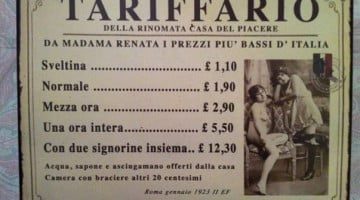 TARIFFARIO
DELLA RINOMATA CASA DEL PIACERE
DA MADAMA RENATA I PREZZI PIU' BASSI D' ITALIA
Sveltina ............................ £ 1,10
Normale ........................... £ 1,90
Mezza ora ........................ £ 2,90
Una ora intera.................. £ 5,50
Con due signorine insiema.. £ 12,30
Acqua, sapone e ascingamano offerti dalla casa
Camera con braciere altri 20 centesimi
Roma gennaio 1923 II EF